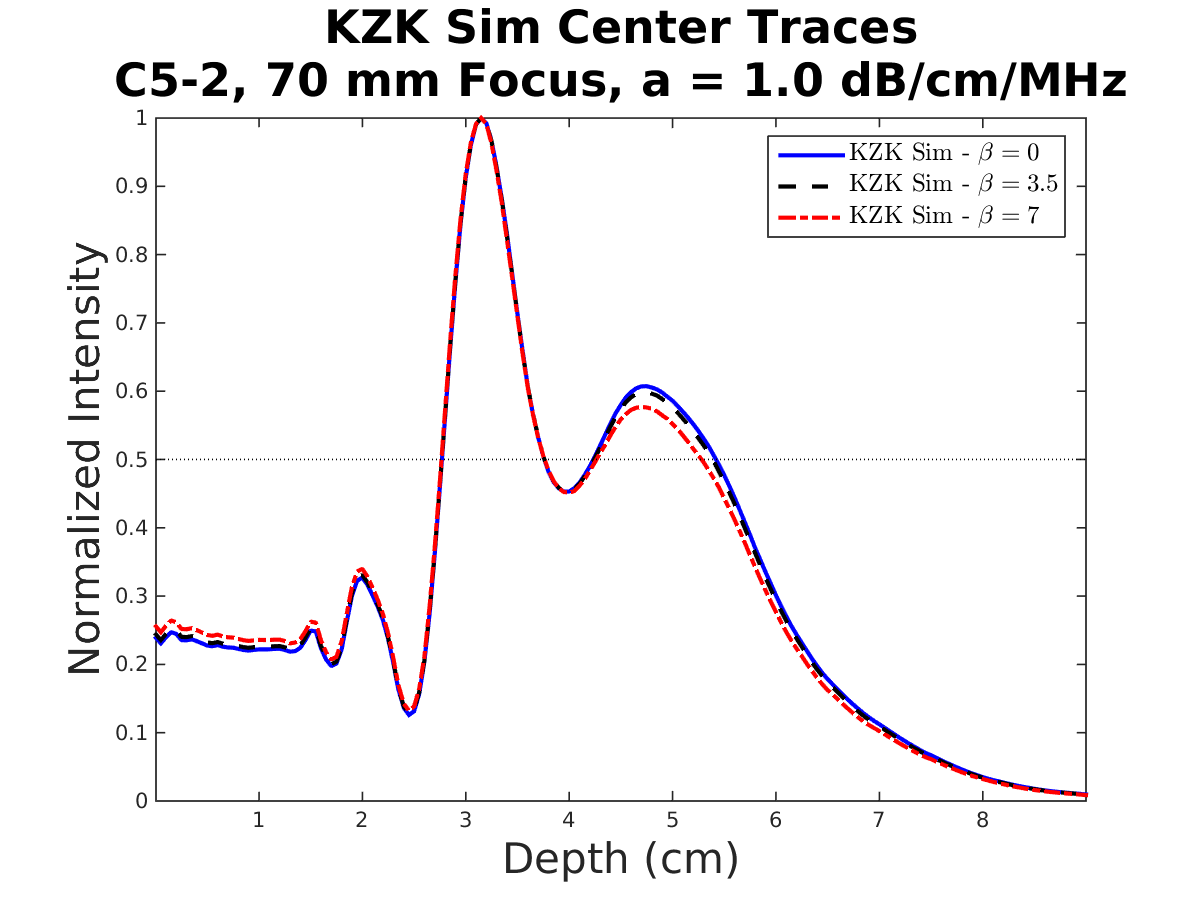 KZK Sim Center Traces
C5-2, 70 mm Focus, a = 1.0 dB/cm/MHz
KZK Sim - β = 0
KZK Sim - β = 3.5
KZK Sim - β = 7
Normalized Intensity
1
0.9
0.8
0.7
0.6
0.5
0.4
0.3
0.2
0.1
0
1 2 3 4 5 6 7 8
Depth (cm)